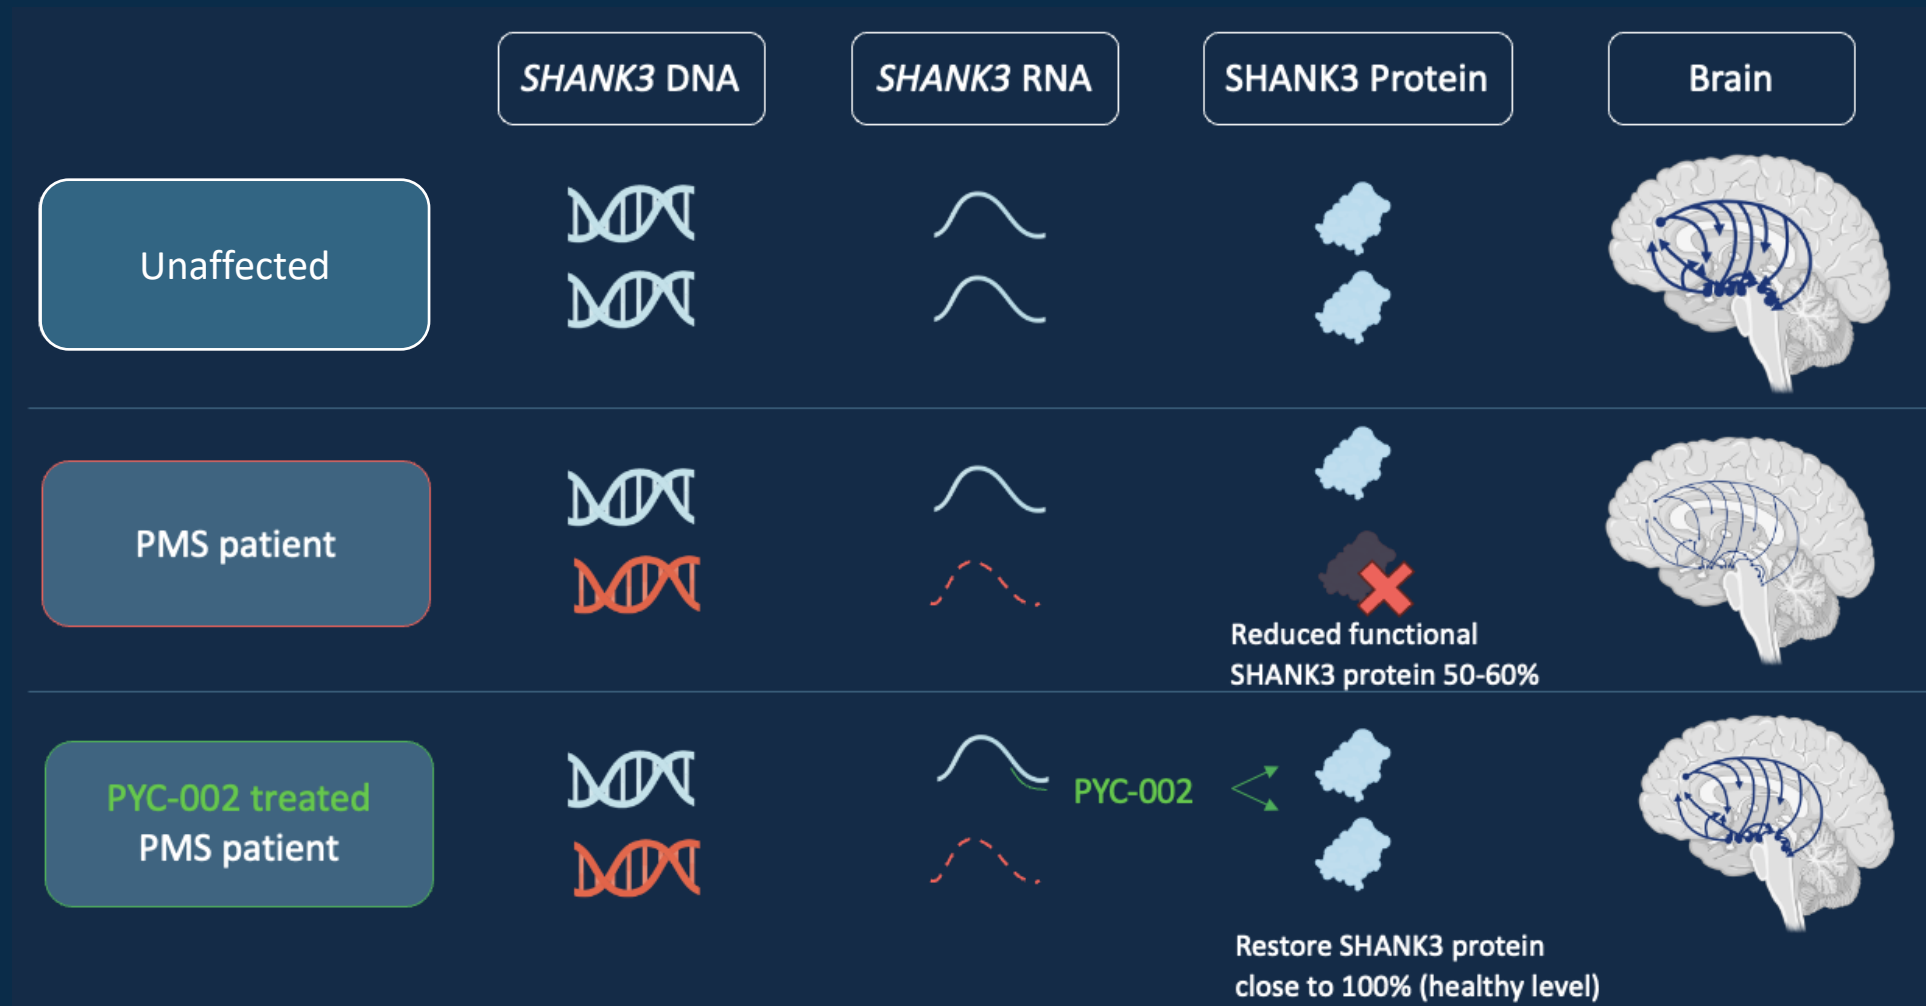 SHANK3 DNA
SHANK3 RNA
SHANK3 Protein
Brain
Unaffected
PMS patient
Reduced functional
SHANK3 protein 50-60%
PYC-002 treated
PMS patient
PYC-002
Restore SHANK3 protein
close to 100% (healthy level)